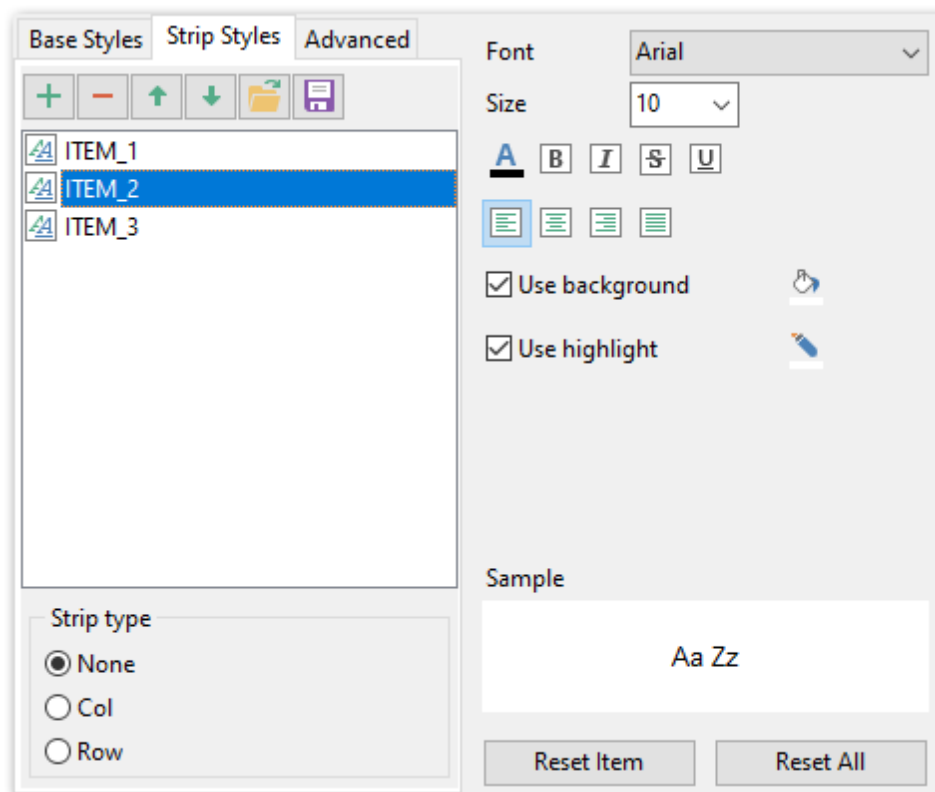 Base Styles Strip Styles Advanced
ITEM_1
ITEM_2
ITEM_3
Strip type
None
Col
Row
Font Arial
Size 10
A B I S U
Use background
Use highlight
Sample
Aa Zz
Reset Item Reset All